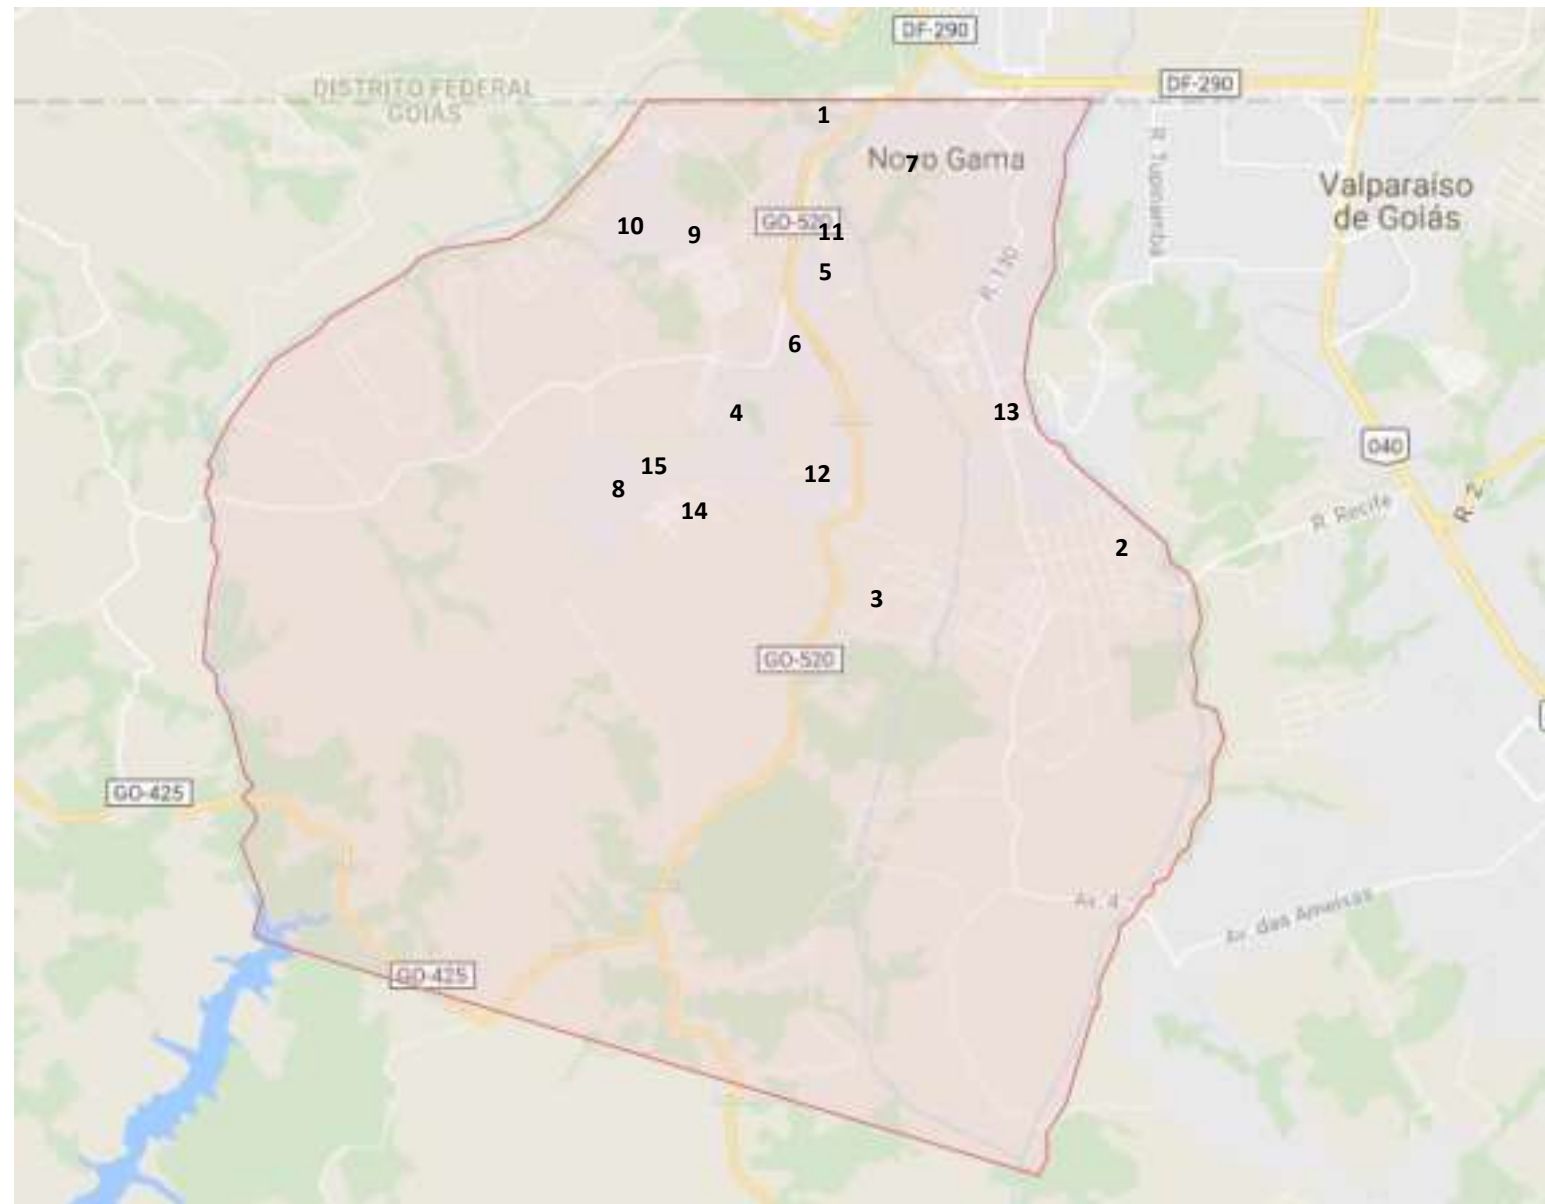 DF-290
DF-290
DISTRITO FEDERAL
GOIÁS
1
Novo Gama
7
R. Tupinambá
Valparaíso
de Goiás
10
9
GO-520
11
5
R. 130
6
4
13
040
15
12
8
14
R. Z
R. Recife
2
3
GO-520
GO-425
Av. 4
Av. das Ameixas
GO-425